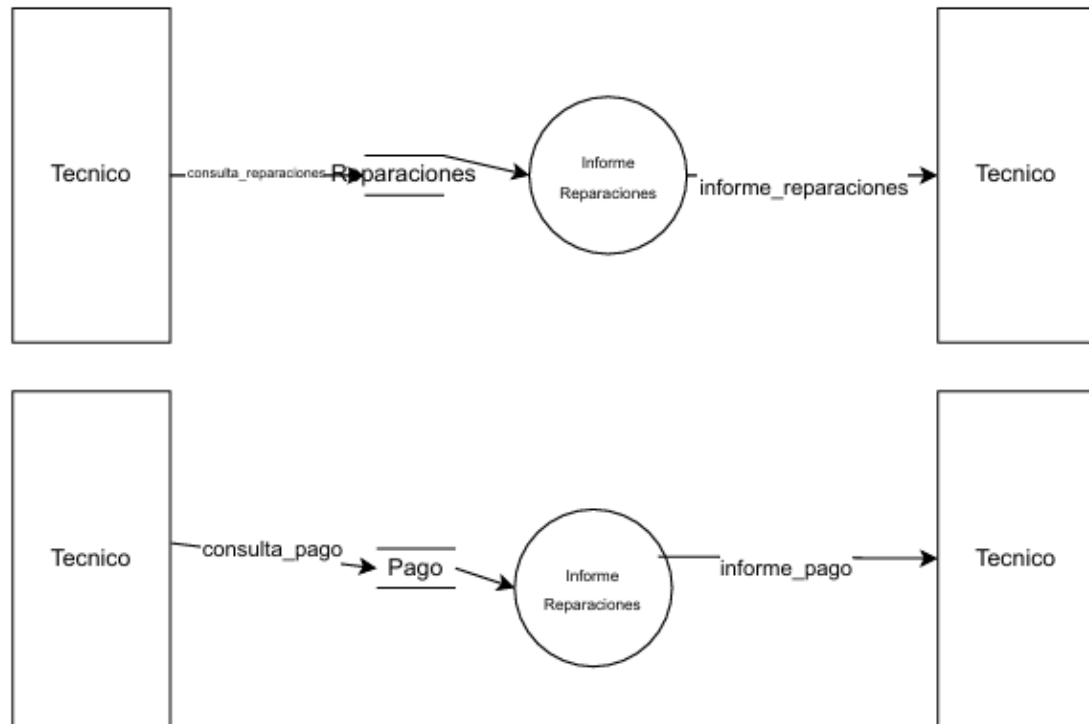 Tecnico
consulta_reparaciones
Reparaciones
Informe
Reparaciones
informe_reparaciones
Tecnico
Tecnico
consulta_pago
Pago
Informe
Reparaciones
informe_pago
Tecnico